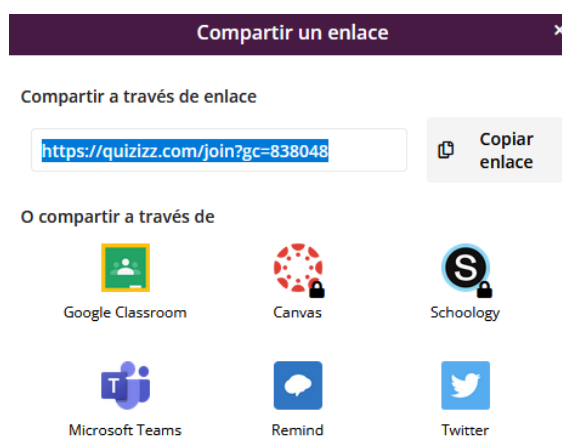 Compartir un enlace
×
Compartir a través de enlace
https://quizizz.com/join?gc=838048
Copiar
enlace
O compartir a través de
Google Classroom
Canvas
S
Schoology
T
Microsoft Teams
Remind
Twitter